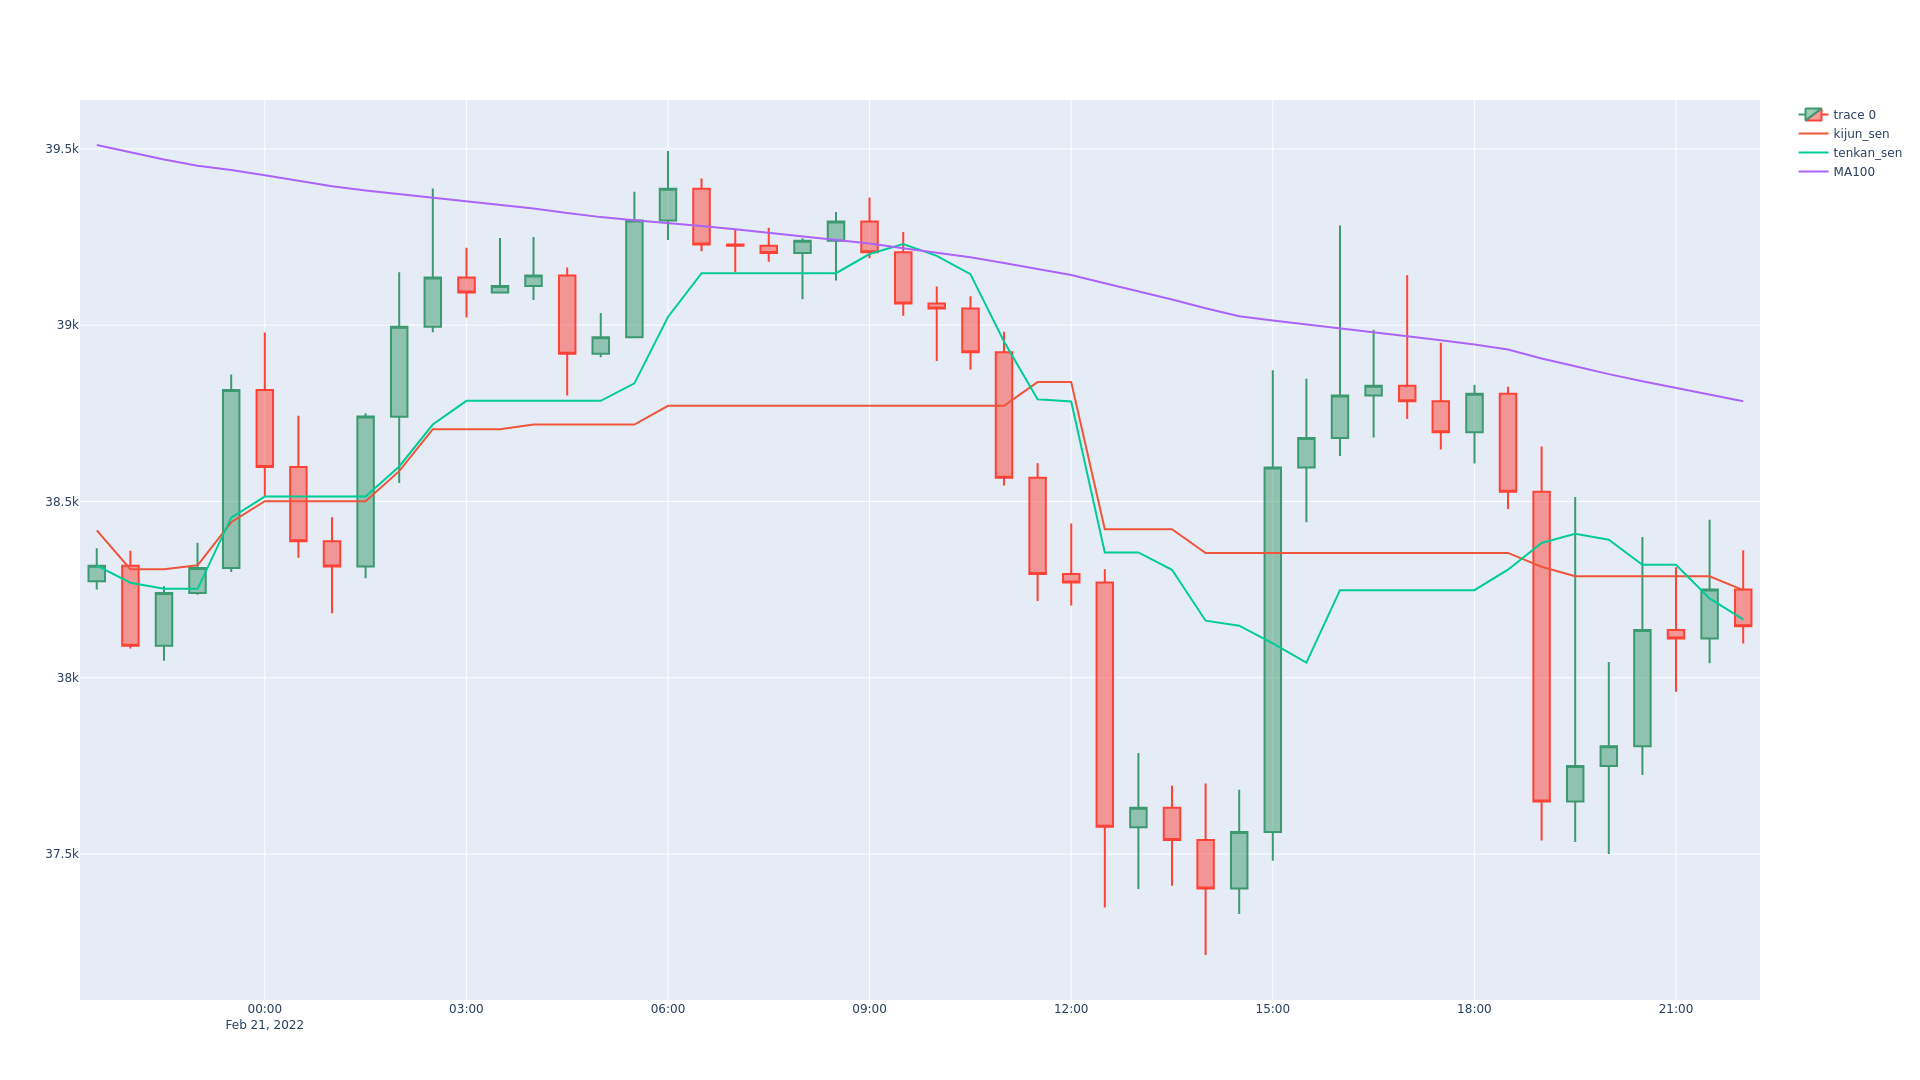 39.5k
39k
38.5k
38k
37.5k
00:00
Feb 21, 2022
03:00
06:00
09:00
12:00
15:00
18:00
21:00
trace 0
kijun_sen
tenkan_sen
MA100